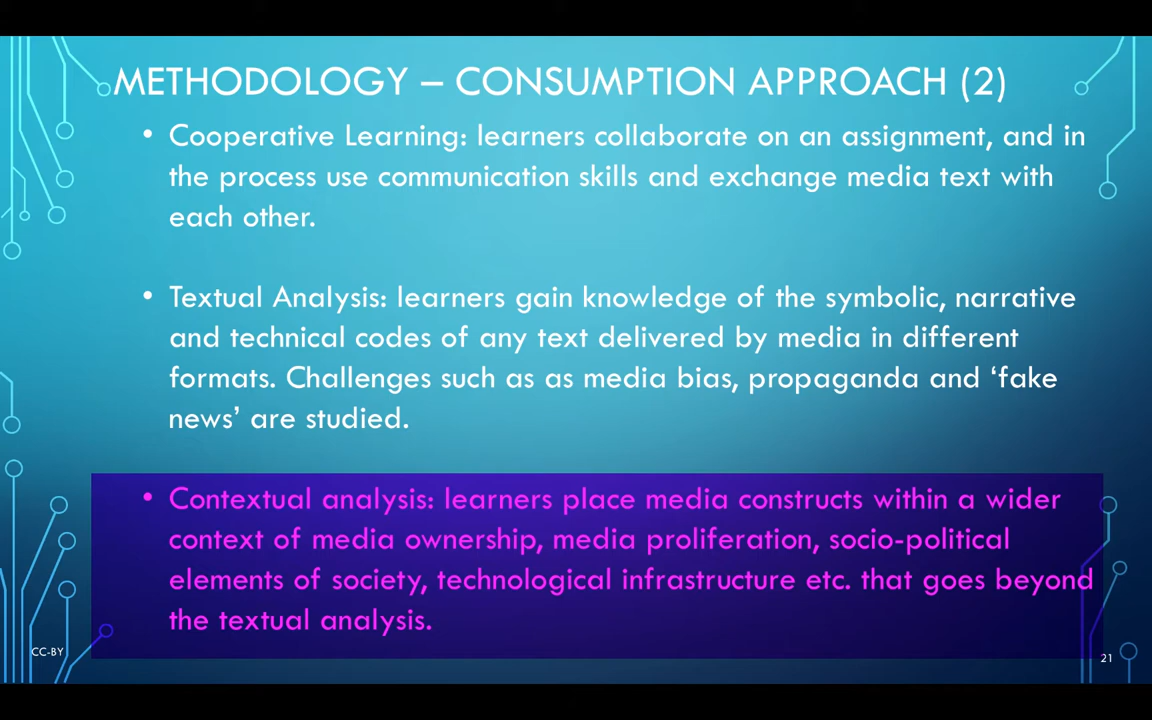 METHODOLOGY – CONSUMPTION APPROACH (2)
• Cooperative Learning: learners collaborate on an assignment, and in
the process use communication skills and exchange media text with
each other.
• Textual Analysis: learners gain knowledge of the symbolic, narrative
and technical codes of any text delivered by media in different
formats. Challenges such as as media bias, propaganda and ‘fake
news’ are studied.
• Contextual analysis: learners place media constructs within a wider
context of media ownership, media proliferation, socio-political
elements of society, technological infrastructure etc. that goes beyond
the textual analysis.
CC-BY
21